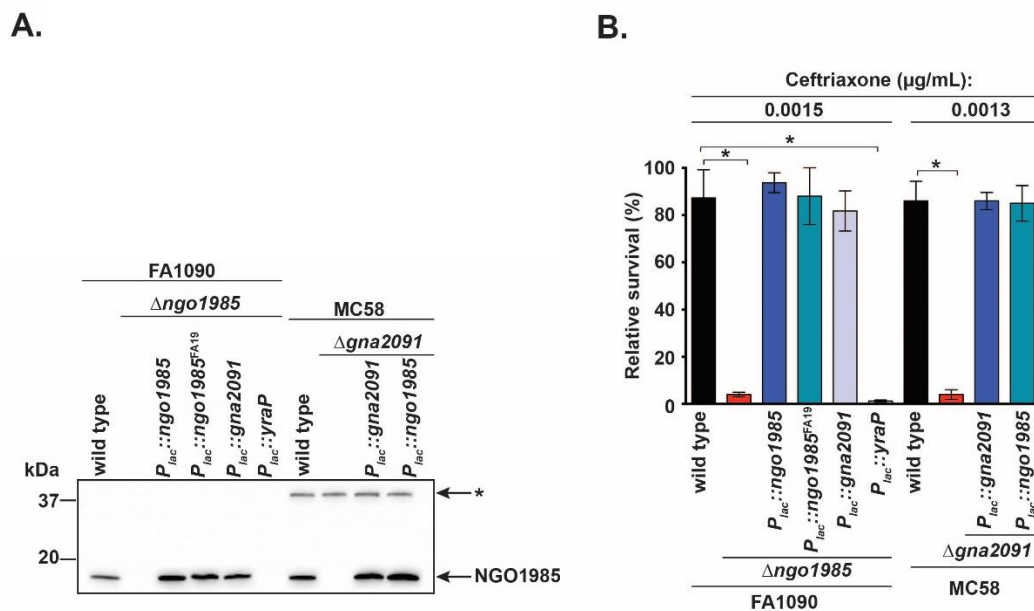 A.
FA1090
Δngo1985
MC58
Δgna2091
wild type
Plac::ngo1985
Plac::ngo1985FA19
Plac::gna2091
Plac::yraP
wild type
Plac::gna2091
Plac::ngo1985
kDa
37
*
20
NGO1985
B.
Ceftriaxone (µg/mL):
0.0015
0.0013
*
*
*
Relative survival (%)
100
80
60
40
20
0
wild type
Plac::ngo1985
Plac::ngo1985FA19
Plac::gna2091
Plac::yraP
wild type
Plac::gna2091
Plac::ngo1985
Δngo1985
Δgna2091
FA1090
MC58